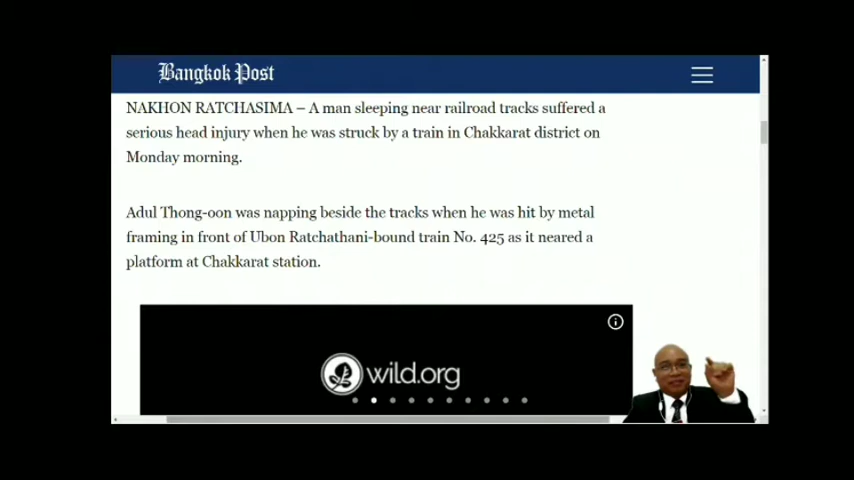 Bangkok Post
NAKHON RATCHASIMA – A man sleeping near railroad tracks suffered a
serious head injury when he was struck by a train in Chakkarat district on
Monday morning.
Adul Thong-oon was napping beside the tracks when he was hit by metal
framing in front of Ubon Ratchathani-bound train No. 425 as it neared a
platform at Chakkarat station.
wild.org